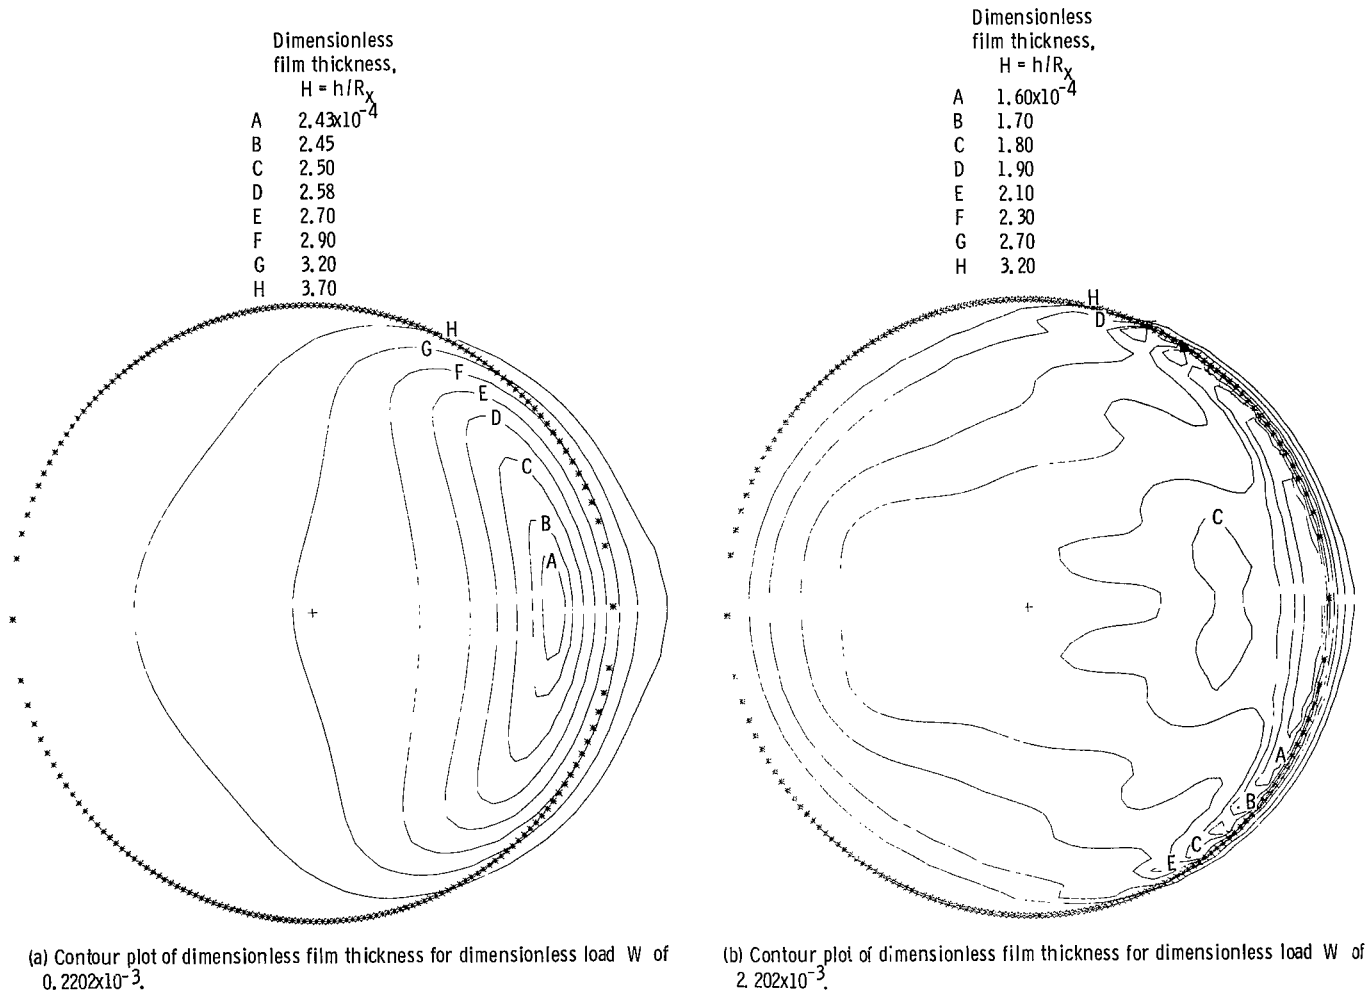 Dimensionless
film thickness,
H = h/R_x
A 2.43x10^-4
B 2.45
C 2.50
D 2.58
E 2.70
F 2.90
G 3.20
H 3.70
H
G
F
E
D
C
B
A
+
(a) Contour plot of dimensionless film thickness for dimensionless load W of
0.2202x10^-3.
Dimensionless
film thickness,
H = h/R_x
A 1.60x10^-4
B 1.70
C 1.80
D 1.90
E 2.10
F 2.30
G 2.70
H 3.20
H
D
C
+
A
B
C
E
(b) Contour plot of dimensionless film thickness for dimensionless load W of
2.202x10^-3.